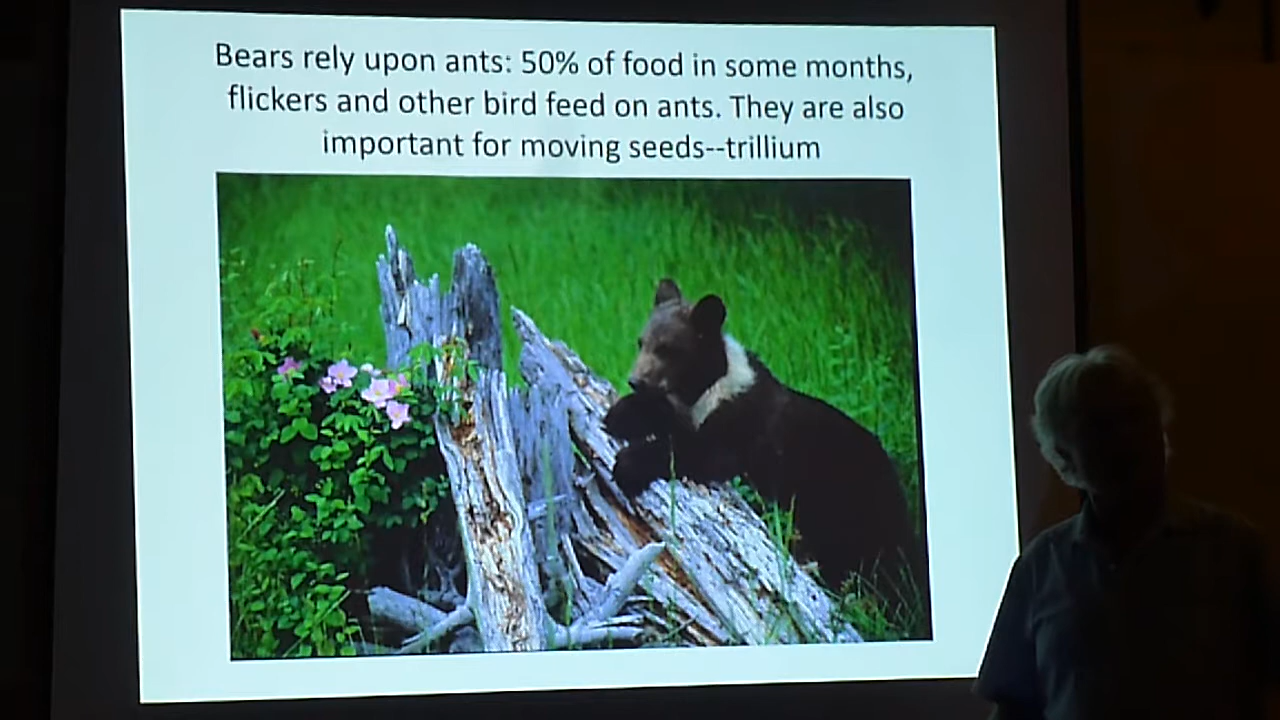 Bears rely upon ants: 50% of food in some months,
flickers and other bird feed on ants. They are also
important for moving seeds--trillium